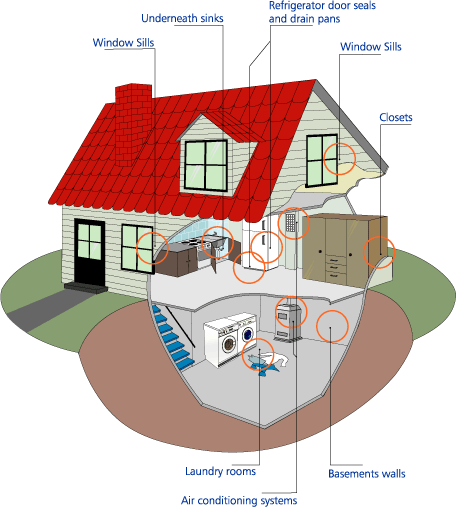 Refrigerator door seals
and drain pans
Underneath sinks
Window Sills
Window Sills
Closets
Laundry rooms
Basements walls
Air conditioning systems